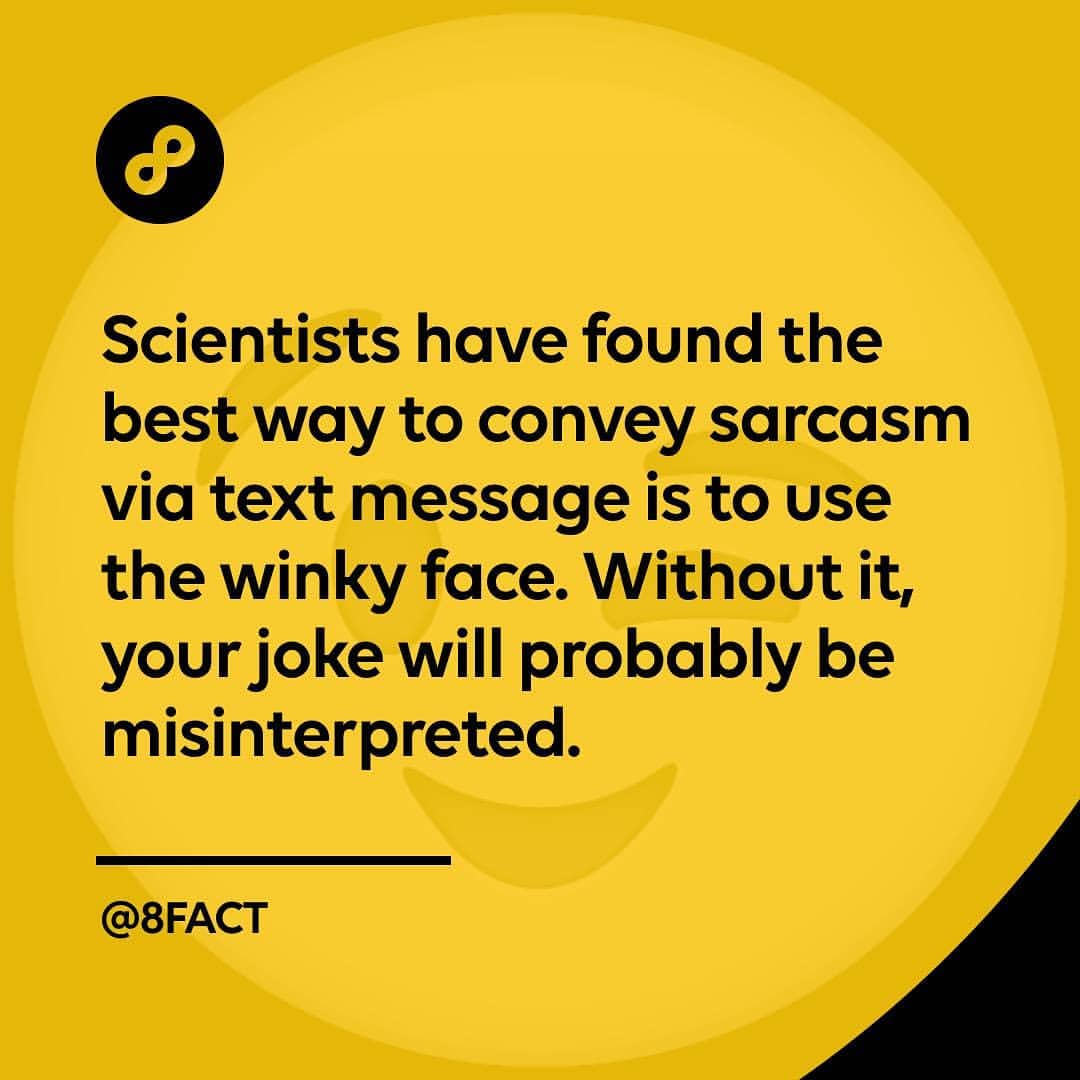 Scientists have found the
best way to convey sarcasm
via text message is to use
the winky face. Without it,
your joke will probably be
misinterpreted.
@8FACT